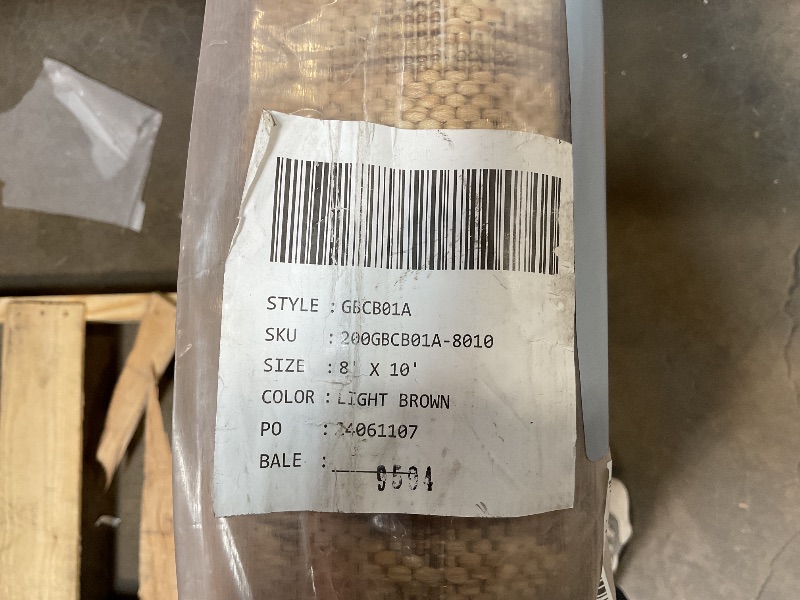 STYLE : GBCB01A
SKU : 200GBCB01A-8010
SIZE : 8' X 10'
COLOR : LIGHT BROWN
PO : 24061107
BALE : 9504